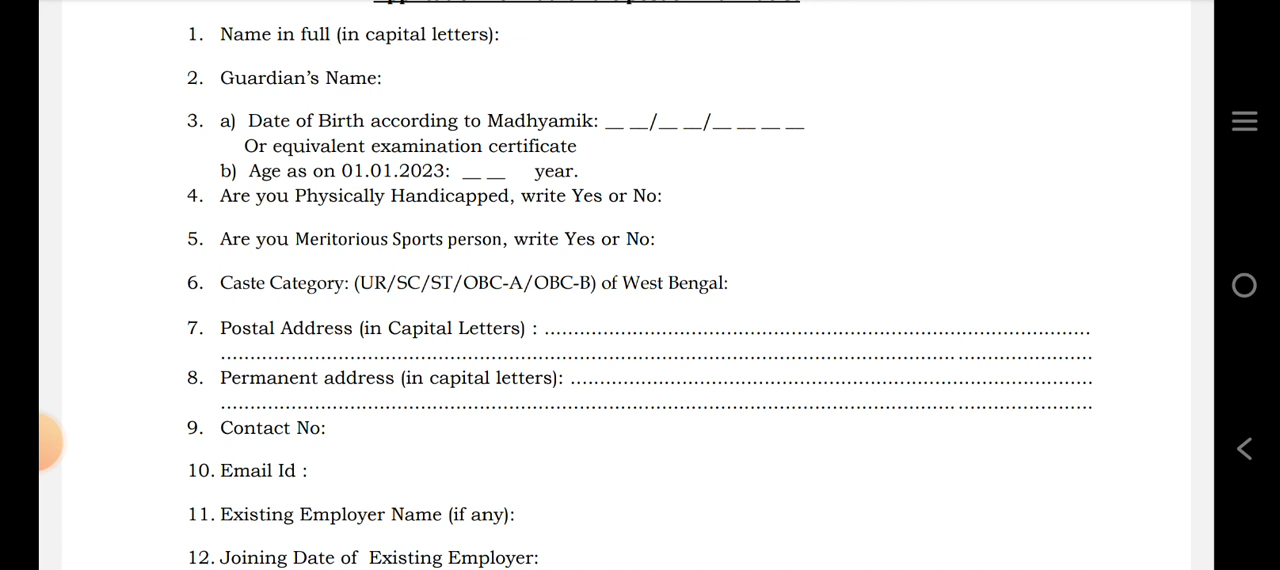 1. Name in full (in capital letters):
2. Guardian’s Name:
3. a) Date of Birth according to Madhyamik: __ __/__ __/__ __ __ __
Or equivalent examination certificate
b) Age as on 01.01.2023: __ __ year.
4. Are you Physically Handicapped, write Yes or No:
5. Are you Meritorious Sports person, write Yes or No:
6. Caste Category: (UR/SC/ST/OBC-A/OBC-B) of West Bengal:
7. Postal Address (in Capital Letters) : ..........................................................................................
....................................................................................................................................................
8. Permanent address (in capital letters): ......................................................................................
....................................................................................................................................................
9. Contact No:
10. Email Id :
11. Existing Employer Name (if any):
12. Joining Date of Existing Employer: